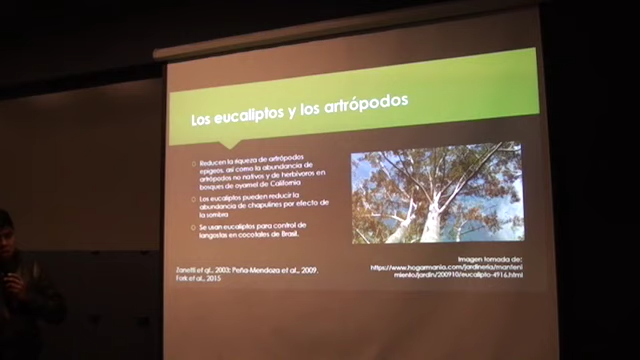 Los eucaliptos y los artrópodos
Reducen la riqueza de artrópodos
epigeos, así como la abundancia de
artrópodos no nativos y de herbívoros en
bosques de oyamel de California
Los eucaliptos pueden reducir la
abundancia de chapulines por efecto de
la sombra
Se usan eucaliptos para control de
langostas en cocotales de Brasil.
Zanetti et al., 2003; Peña-Mendoza et al., 2009,
Fork et al., 2015
Imagen tomada de:
https://www.hogarmania.com/jardineria/manteni
miento/jardin/200910/eucalipto-4916.html